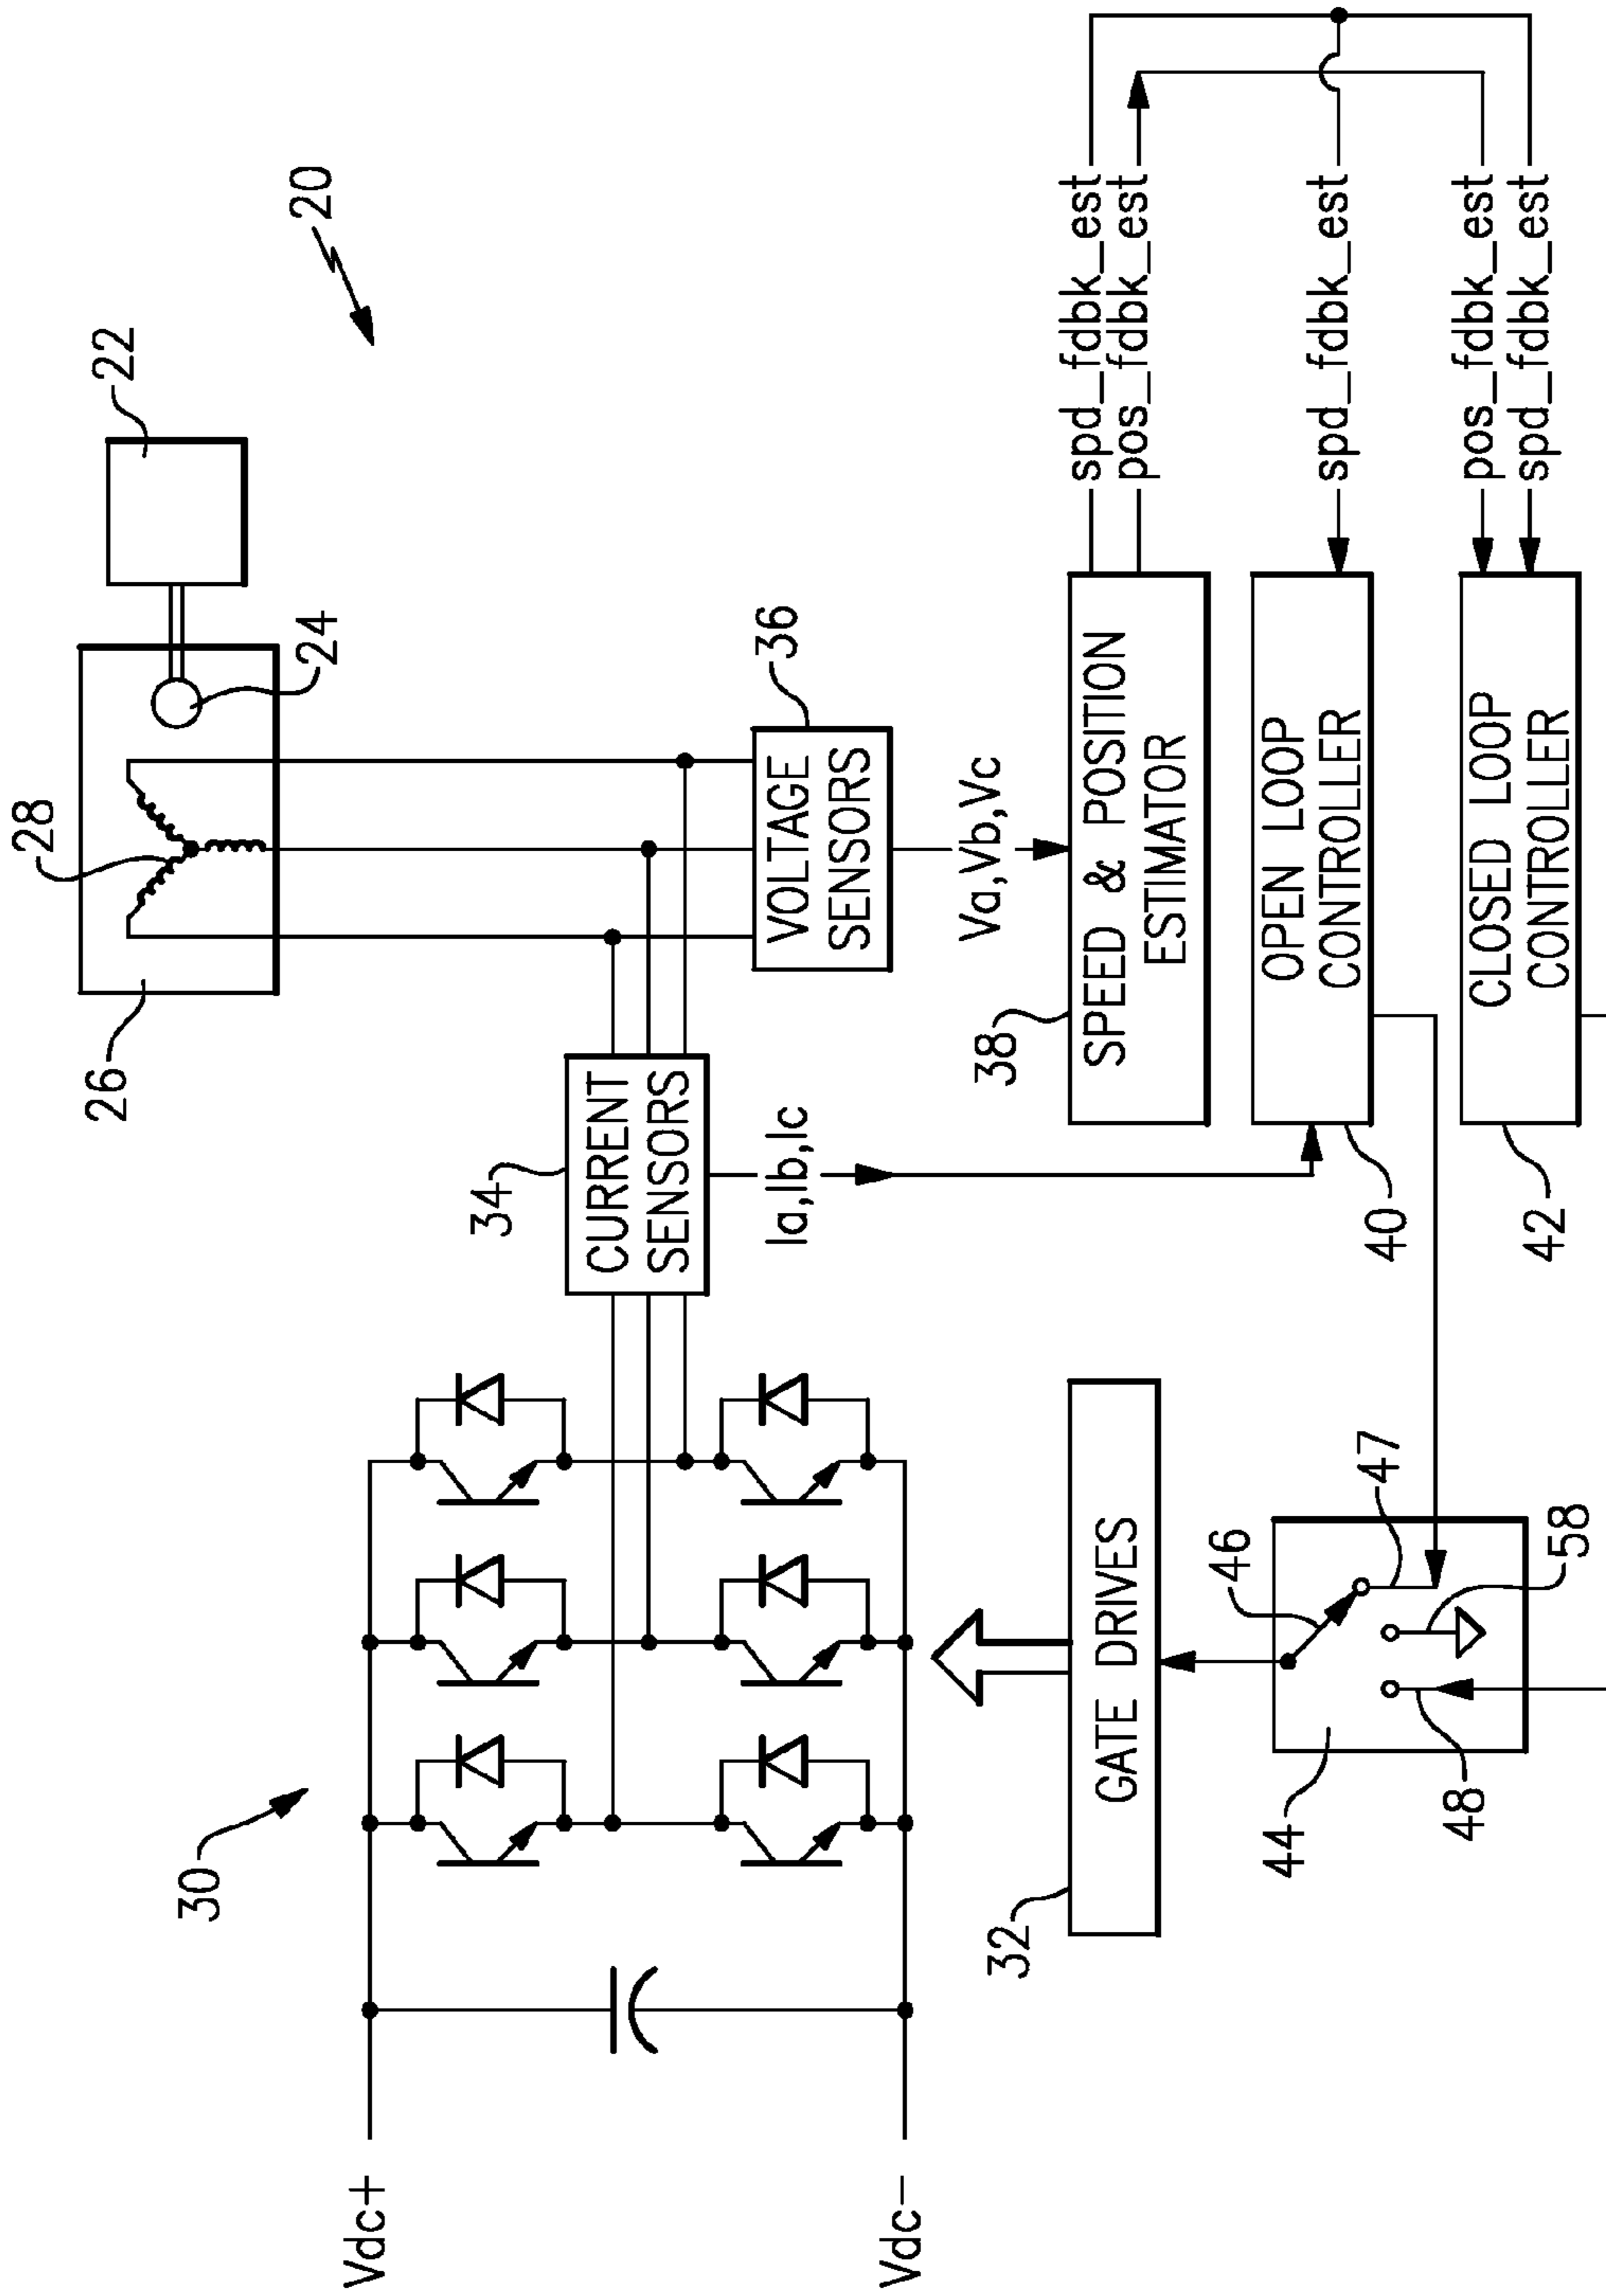 20
22
24
26
28
30
Vdc+
Vdc-
34
CURRENT
SENSORS
36
VOLTAGE
SENSORS
Ia,Ib,Ic
Va,Vb,Vc
32
GATE DRIVES
38
SPEED & POSITION
ESTIMATOR
spd_fdbk_est
pos_fdbk_est
OPEN LOOP
CONTROLLER
spd_fdbk_est
40
CLOSED LOOP
CONTROLLER
pos_fdbk_est
spd_fdbk_est
42
44
46
47
48
58